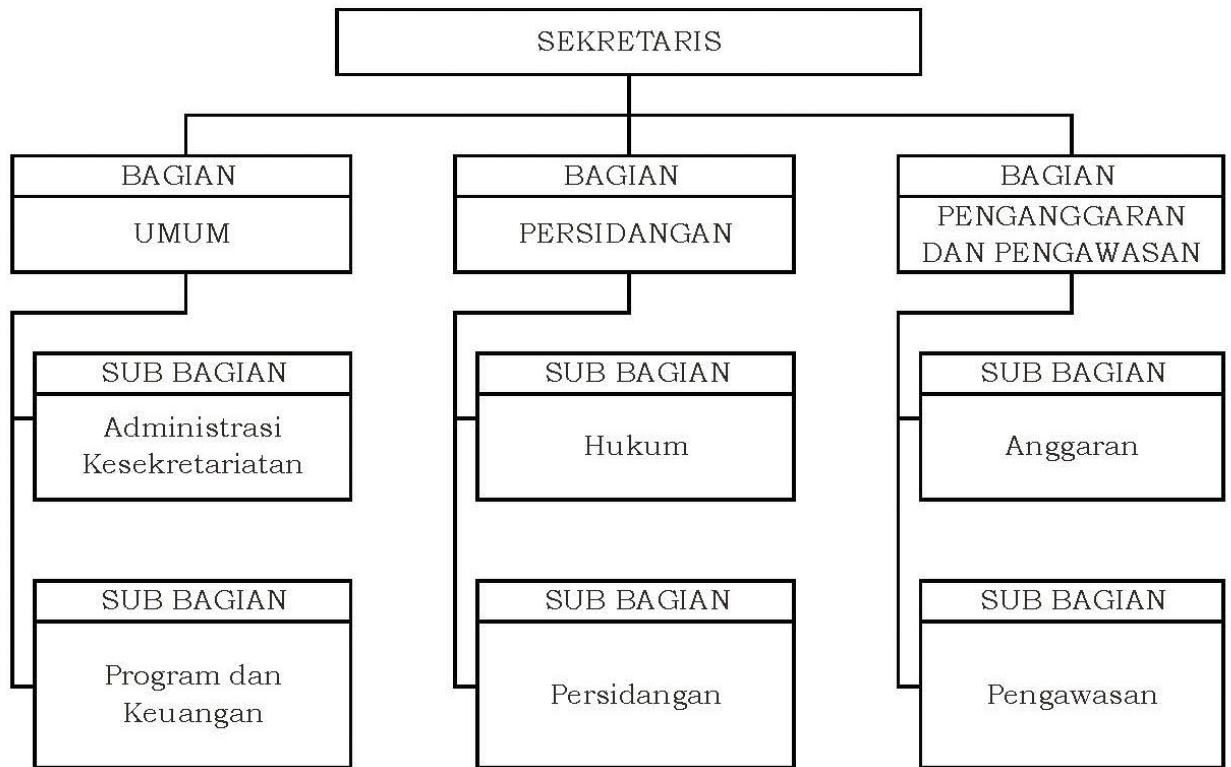 SEKRETARIS
BAGIAN
UMUM
BAGIAN
PERSIDANGAN
BAGIAN
PENGANGGARAN
DAN PENGAWASAN
SUB BAGIAN
Administrasi
Kesekretariatan
SUB BAGIAN
Hukum
SUB BAGIAN
Anggaran
SUB BAGIAN
Program dan
Keuangan
SUB BAGIAN
Persidangan
SUB BAGIAN
Pengawasan